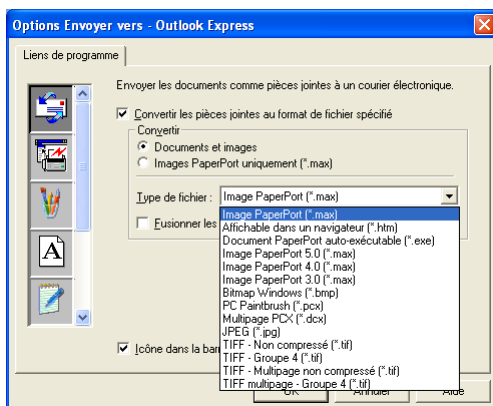 Options Envoyer vers - Outlook Express
Liens de programme
Envoyer les documents comme pièces jointes à un courier électronique.
Convertir les pièces jointes au format de fichier spécifié
Convertir
Documents et images
Images PaperPort uniquement (*.max)
Type de fichier : Image PaperPort (*.max)
Fusionner les
Image PaperPort (*.max)
Affichable dans un navigateur (*.htm)
Document PaperPort auto-exécutable (*.exe)
Image PaperPort 5.0 (*.max)
Image PaperPort 4.0 (*.max)
Image PaperPort 3.0 (*.max)
Bitmap Windows (*.bmp)
PC Paintbrush (*.pcx)
Multipage PCX (*.dcx)
JPEG (*.jpg)
TIFF - Non compressé (*.tif)
TIFF - Groupe 4 (*.tif)
TIFF - Multipage non compressé (*.tif)
TIFF multipage - Groupe 4 (*.tif)
Icône dans la bar
A
OK Annuler Aide